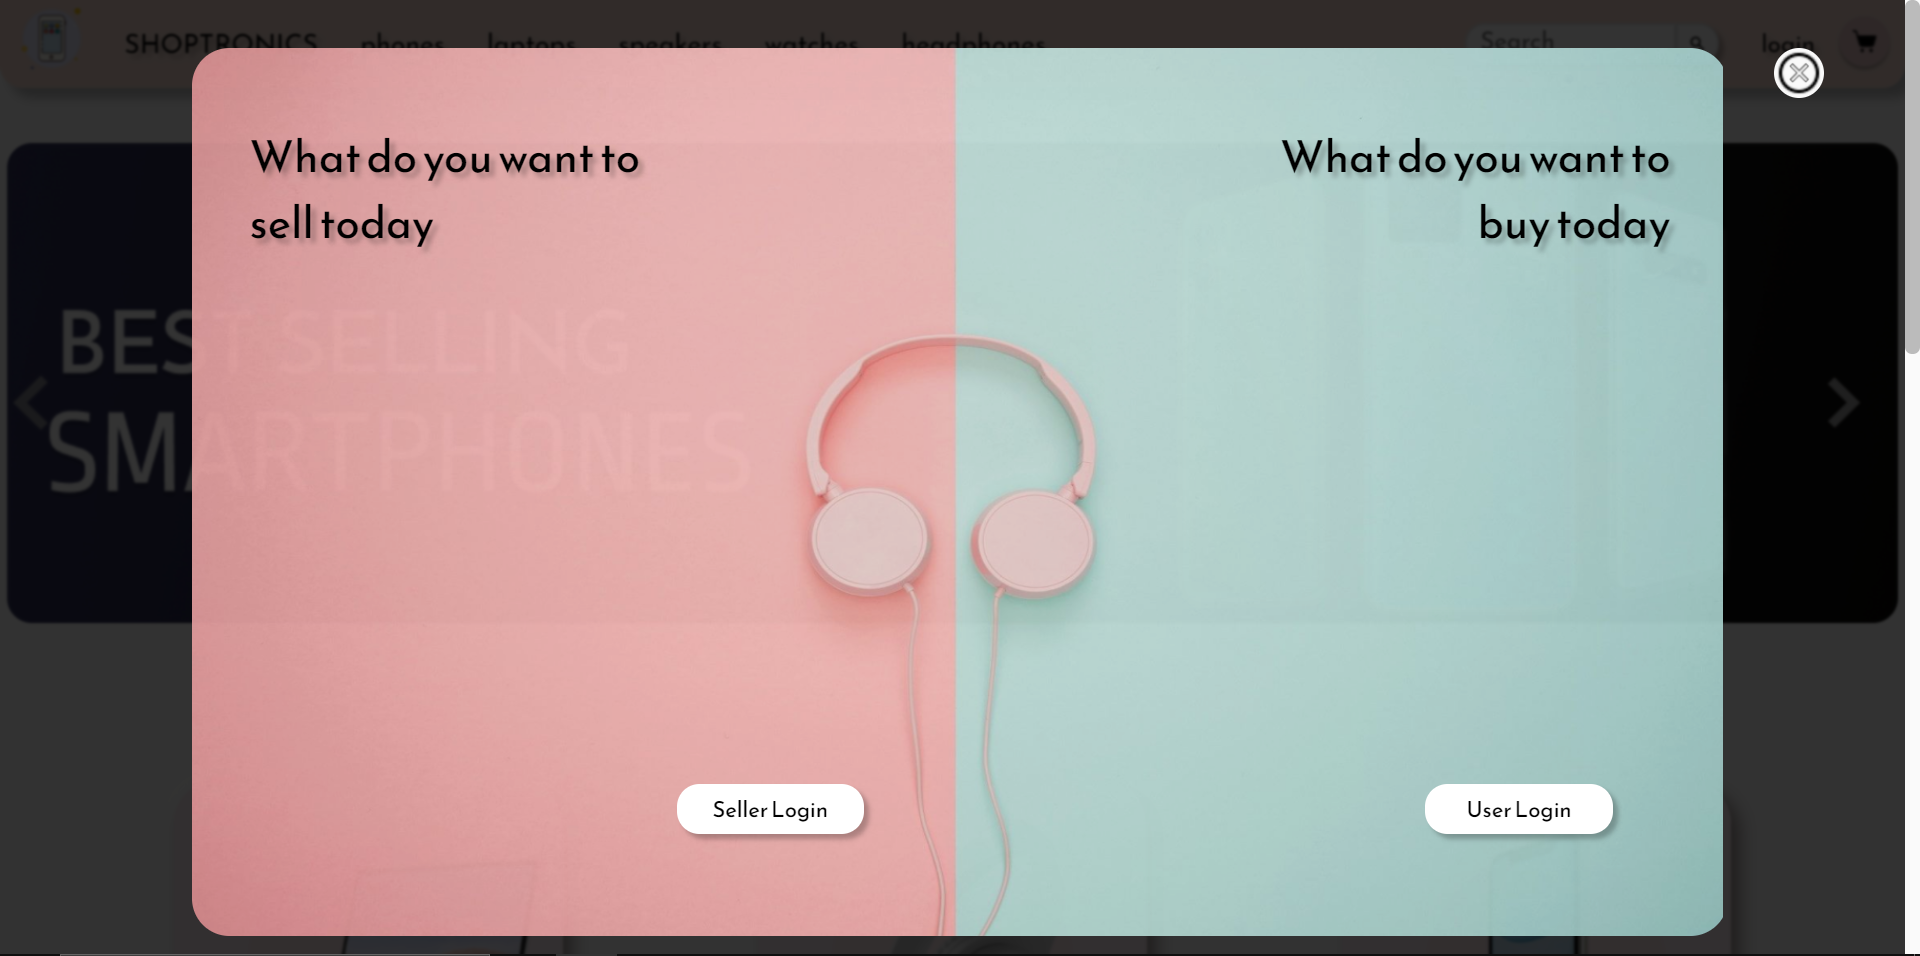 SHOPTRONICS phones laptops speakers watches headphones Search login
What do you want to
sell today
What do you want to
buy today
BEST SELLING
SMARTPHONES
Seller Login
User Login